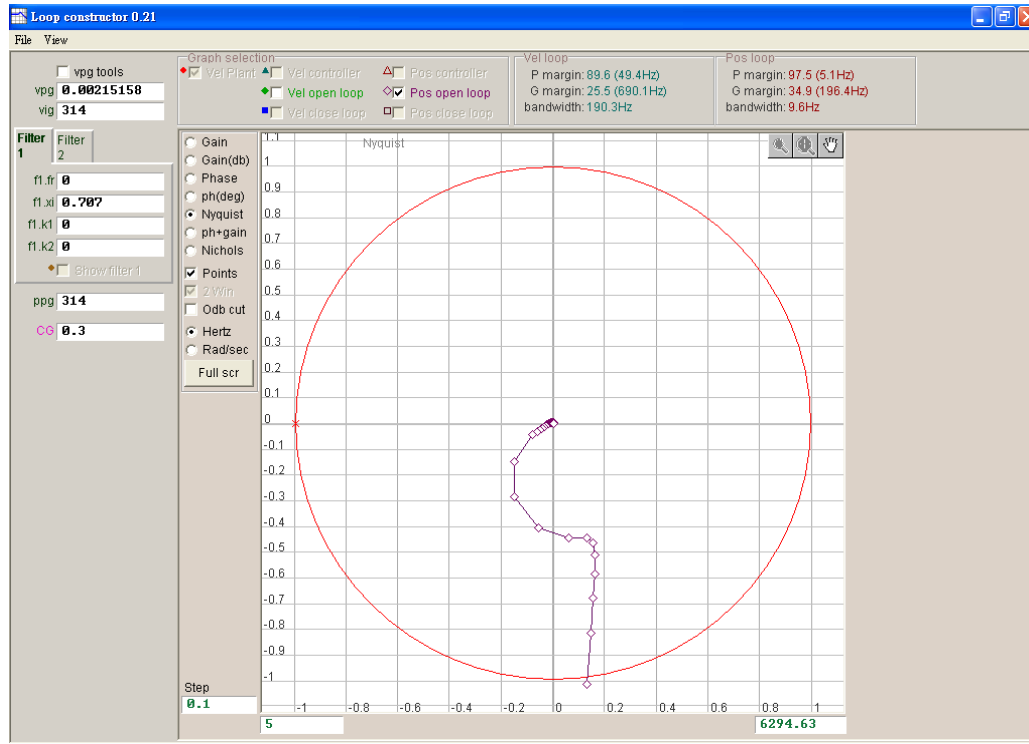 Loop constructor 0.21
File View
Graph selection
Vel Plant
Vel controller
Pos controller
Vel open loop
Pos open loop
Vel close loop
Pos close loop
Vel loop
P margin: 89.6 (49.4Hz)
G margin: 25.5 (690.1Hz)
bandwidth: 190.3Hz
Pos loop
P margin: 97.5 (5.1Hz)
G margin: 34.9 (196.4Hz)
bandwidth: 9.6Hz
vpg tools
vpg 0.00215158
vig 314
Filter 1
Filter 2
f1.fr 0
f1.xi 0.707
f1.k1 0
f1.k2 0
Show filter 1
ppg 314
CG 0.3
Gain
Gain(db)
Phase
ph(deg)
Nyquist
ph+gain
Nichols
Points
2 Win
Odb cut
Hertz
Rad/sec
Full scr
Step
0.1
Nyquist
1.1
1
0.9
0.8
0.7
0.6
0.5
0.4
0.3
0.2
0.1
0
-0.1
-0.2
-0.3
-0.4
-0.5
-0.6
-0.7
-0.8
-0.9
-1
-1 -0.8 -0.6 -0.4 -0.2 0 0.2 0.4 0.6 0.8 1
5
6294.63